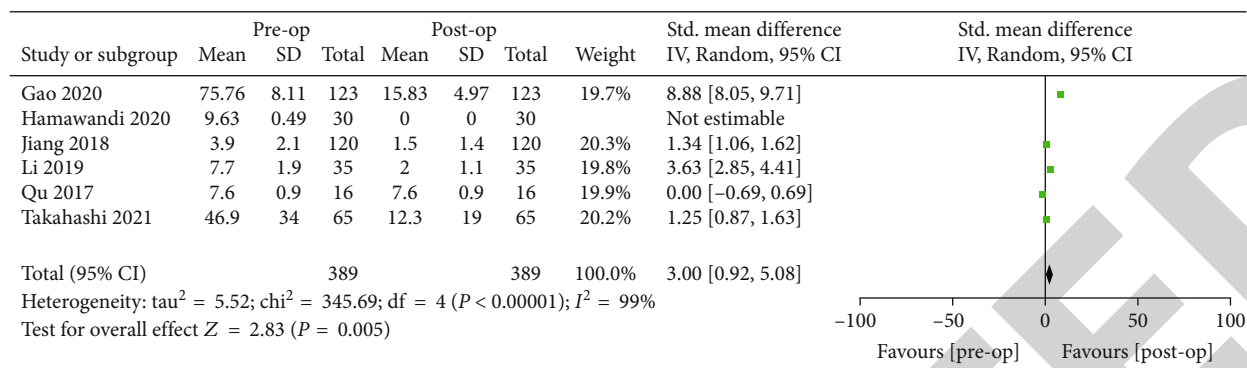 Pre-op Post-op Std. mean difference Std. mean difference
Study or subgroup Mean SD Total Mean SD Total Weight IV, Random, 95% CI IV, Random, 95% CI
Gao 2020 75.76 8.11 123 15.83 4.97 123 19.7% 8.88 [8.05, 9.71]
Hamawandi 2020 9.63 0.49 30 0 0 30 Not estimable
Jiang 2018 3.9 2.1 120 1.5 1.4 120 20.3% 1.34 [1.06, 1.62]
Li 2019 7.7 1.9 35 2 1.1 35 19.8% 3.63 [2.85, 4.41]
Qu 2017 7.6 0.9 16 7.6 0.9 16 19.9% 0.00 [–0.69, 0.69]
Takahashi 2021 46.9 34 65 12.3 19 65 20.2% 1.25 [0.87, 1.63]
Total (95% CI) 389 389 100.0% 3.00 [0.92, 5.08]
Heterogeneity: tau² = 5.52; chi² = 345.69; df = 4 (P < 0.00001); I² = 99%
Test for overall effect Z = 2.83 (P = 0.005)
–100 –50 0 50 100
Favours [pre-op] Favours [post-op]